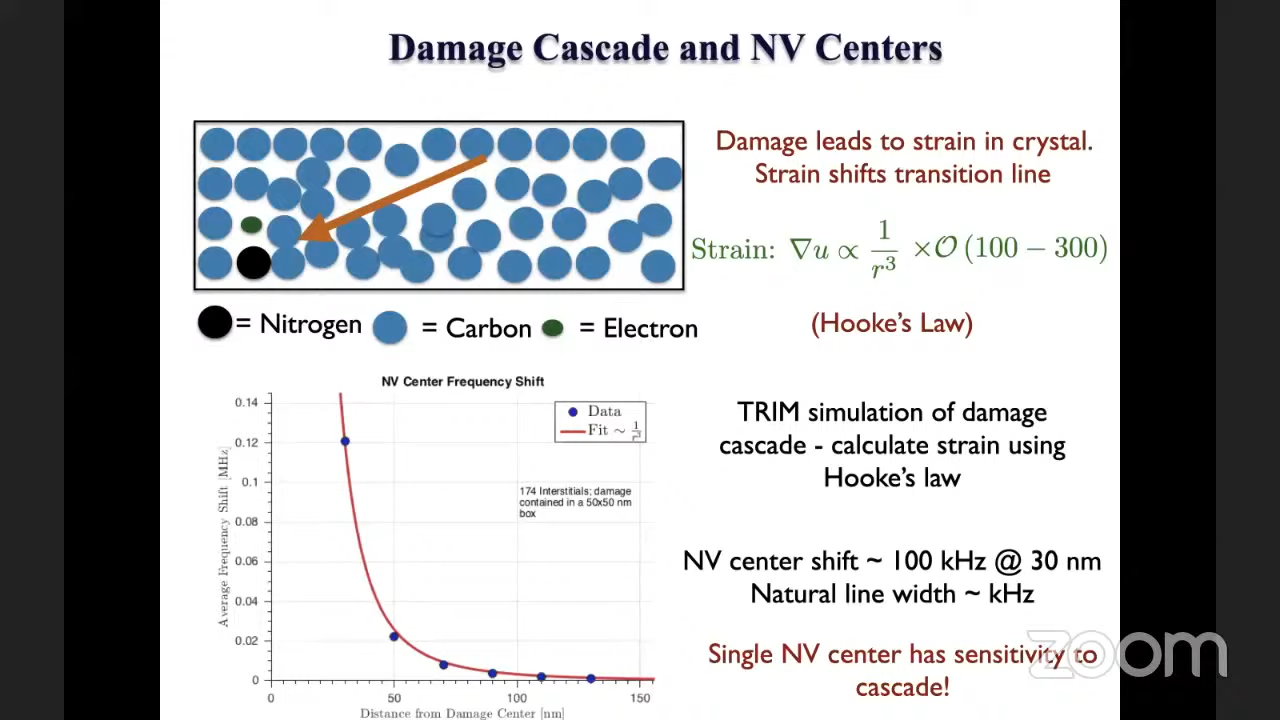 Damage Cascade and NV Centers
Damage leads to strain in crystal.
Strain shifts transition line
Strain: ∇u ∝ 1/r³ ×𝒪(100 − 300)
(Hooke's Law)
= Nitrogen = Carbon = Electron
NV Center Frequency Shift
Data
Fit ∼ 1/r³
174 Interstitials; damage
contained in a 50x50 nm
box
Average Frequency Shift [MHz]
0.14
0.12
0.1
0.08
0.06
0.04
0.02
0
0 50 100 150
Distance from Damage Center [nm]
TRIM simulation of damage
cascade - calculate strain using
Hooke's law
NV center shift ~ 100 kHz @ 30 nm
Natural line width ~ kHz
Single NV center has sensitivity to
cascade!
zoom